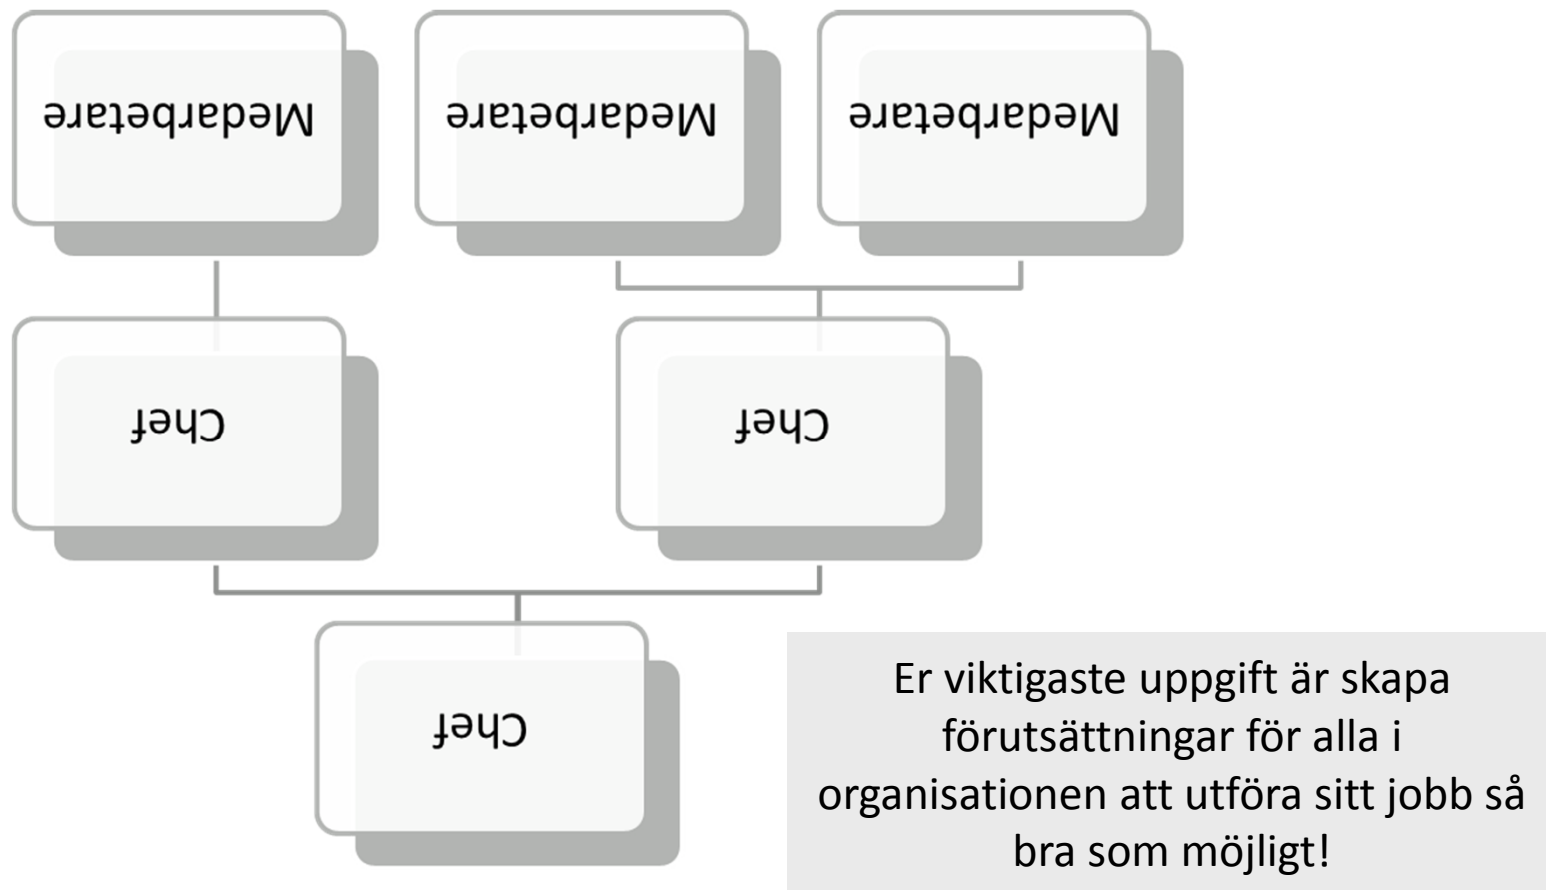 Medarbetare
Medarbetare
Medarbetare
Chef
Chef
Chef
Er viktigaste uppgift är skapa
förutsättningar för alla i
organisationen att utföra sitt jobb så
bra som möjligt!